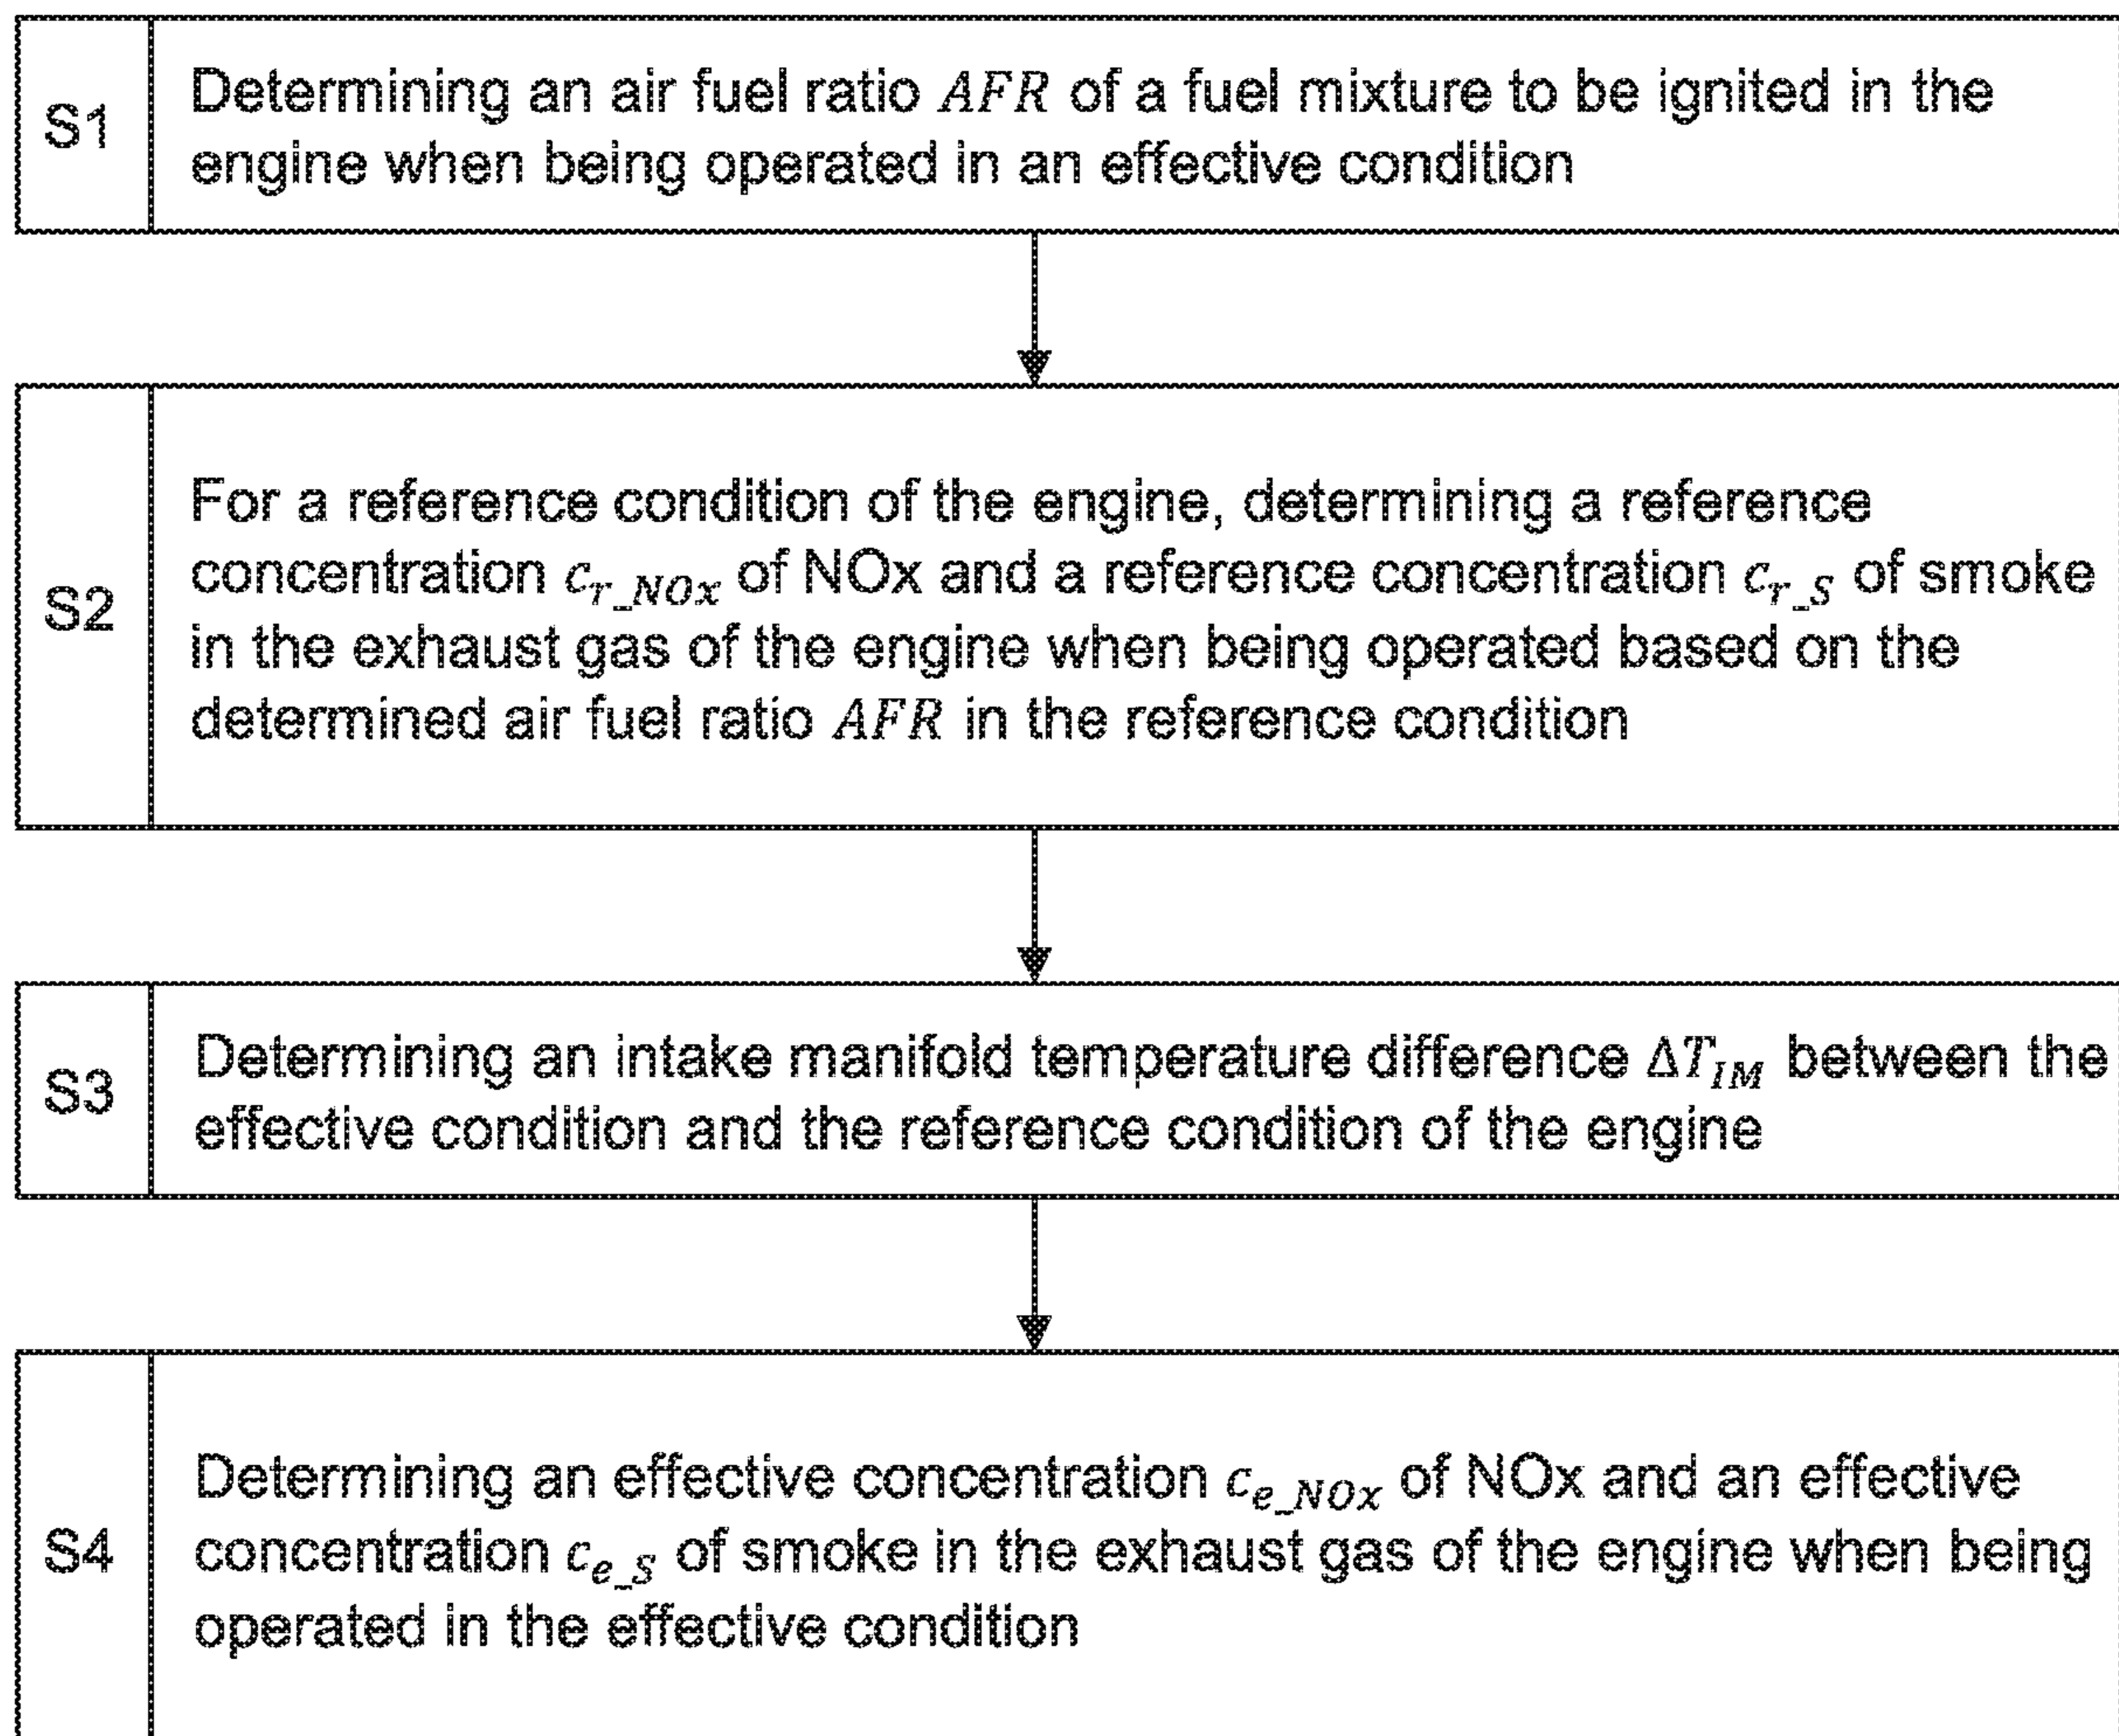 S1
Determining an air fuel ratio AFR of a fuel mixture to be ignited in the
engine when being operated in an effective condition
S2
For a reference condition of the engine, determining a reference
concentration c_r_NOx of NOx and a reference concentration c_r_S of smoke
in the exhaust gas of the engine when being operated based on the
determined air fuel ratio AFR in the reference condition
S3
Determining an intake manifold temperature difference ΔT_IM between the
effective condition and the reference condition of the engine
S4
Determining an effective concentration c_e_NOx of NOx and an effective
concentration c_e_S of smoke in the exhaust gas of the engine when being
operated in the effective condition